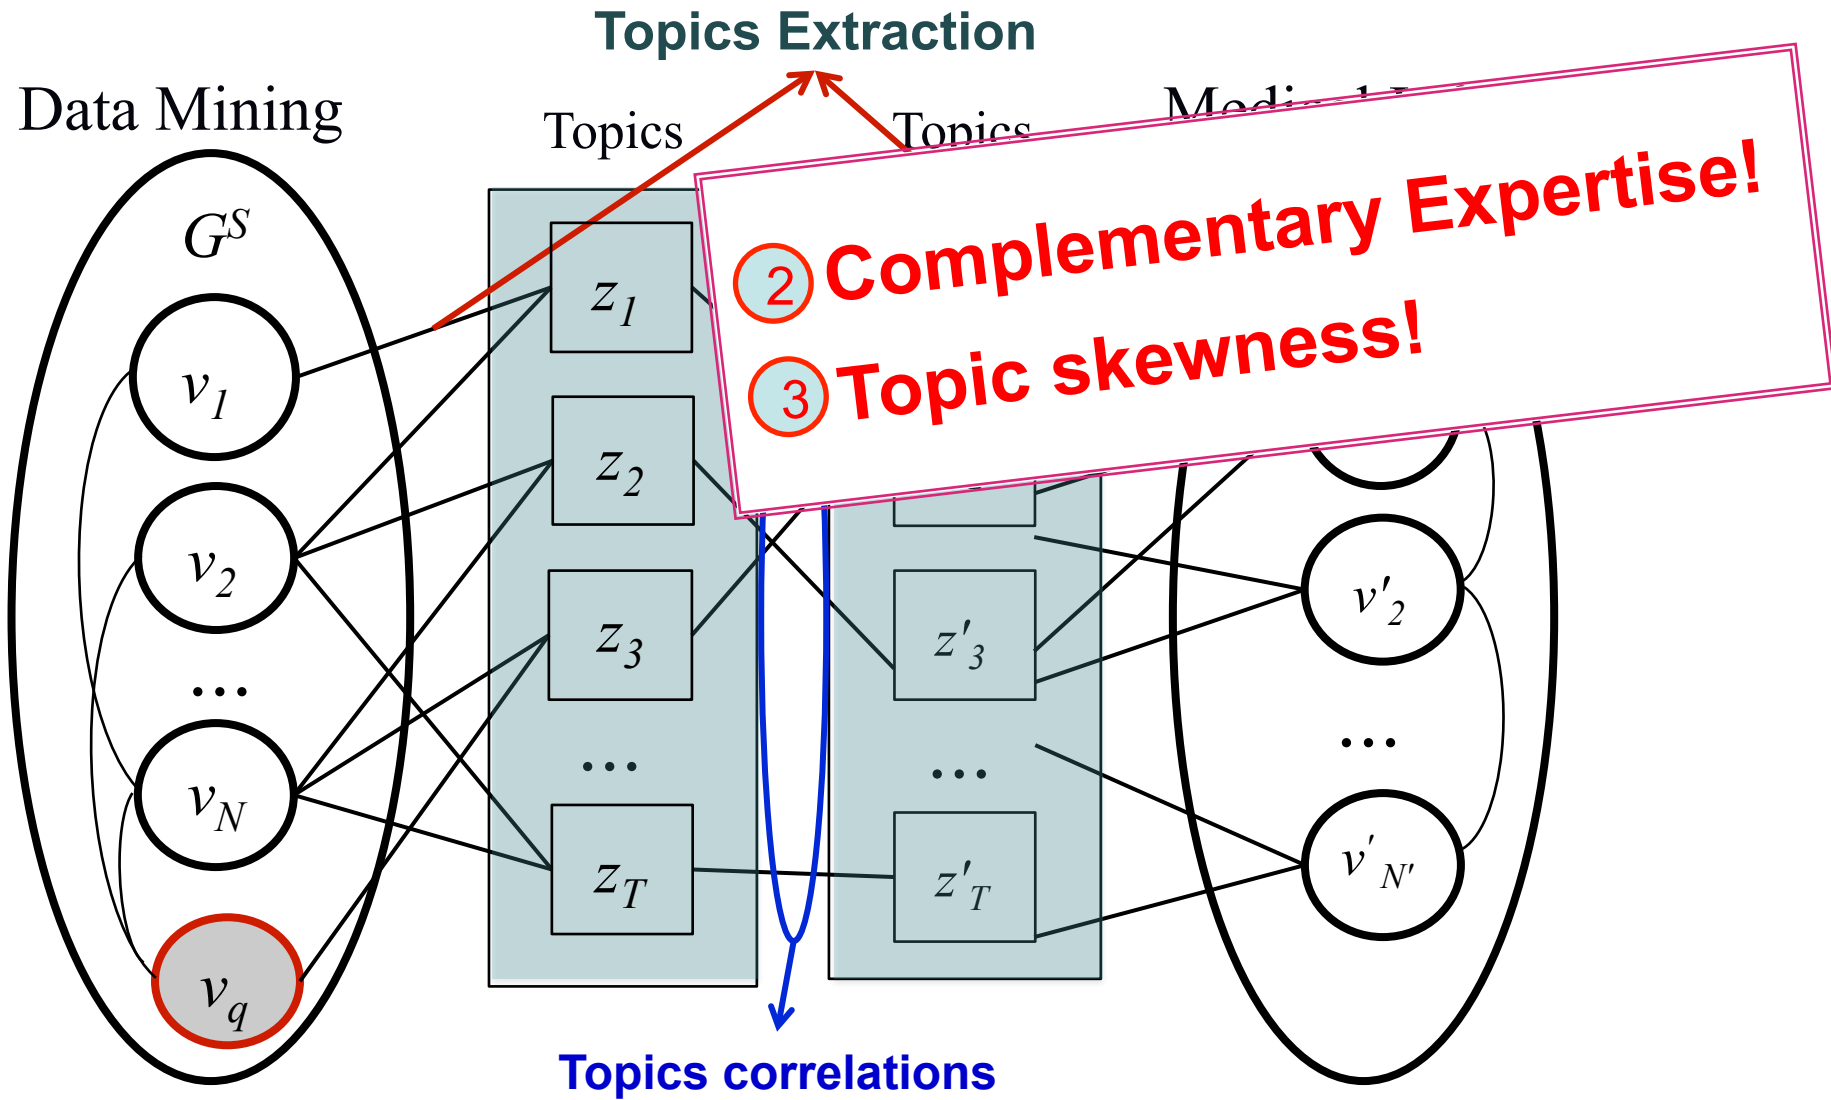 Topics Extraction
Data Mining
Topics
Topics
G^S
② Complementary Expertise!
③ Topic skewness!
z_1
v_1
z_2
v_2
z_3
z'_3
v'_2
...
...
...
...
v_N
z_T
z'_T
v'_N'
v_q
Topics correlations